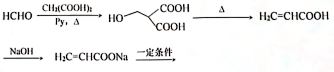 HCHO CH₂(COOH)₂ Py, Δ HO COOH COOH Δ H₂C=CHCOOH
NaOH H₂C=CHCOONa 一定条件